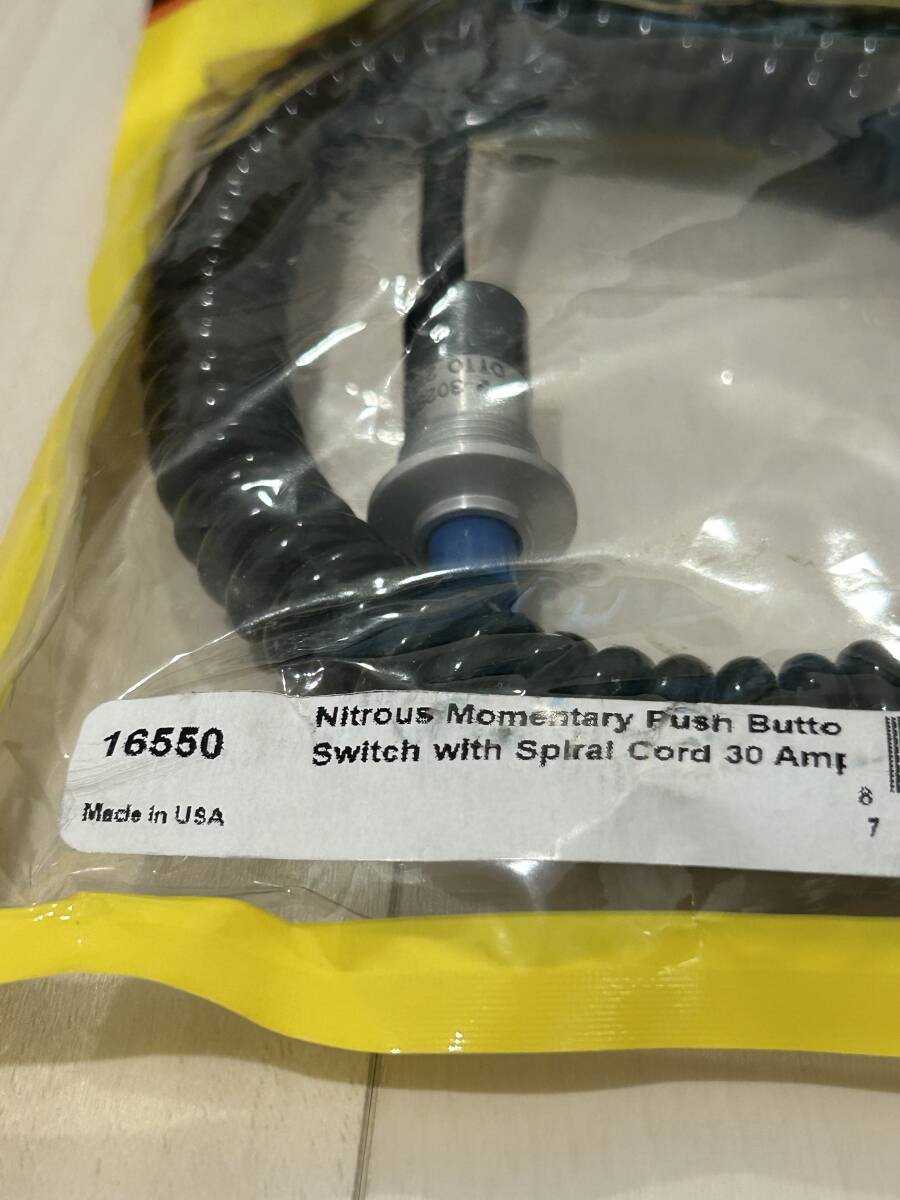 16550
Nitrous Momentary Push Butto
Switch with Spiral Cord 30 Amp
Made in USA
8
7